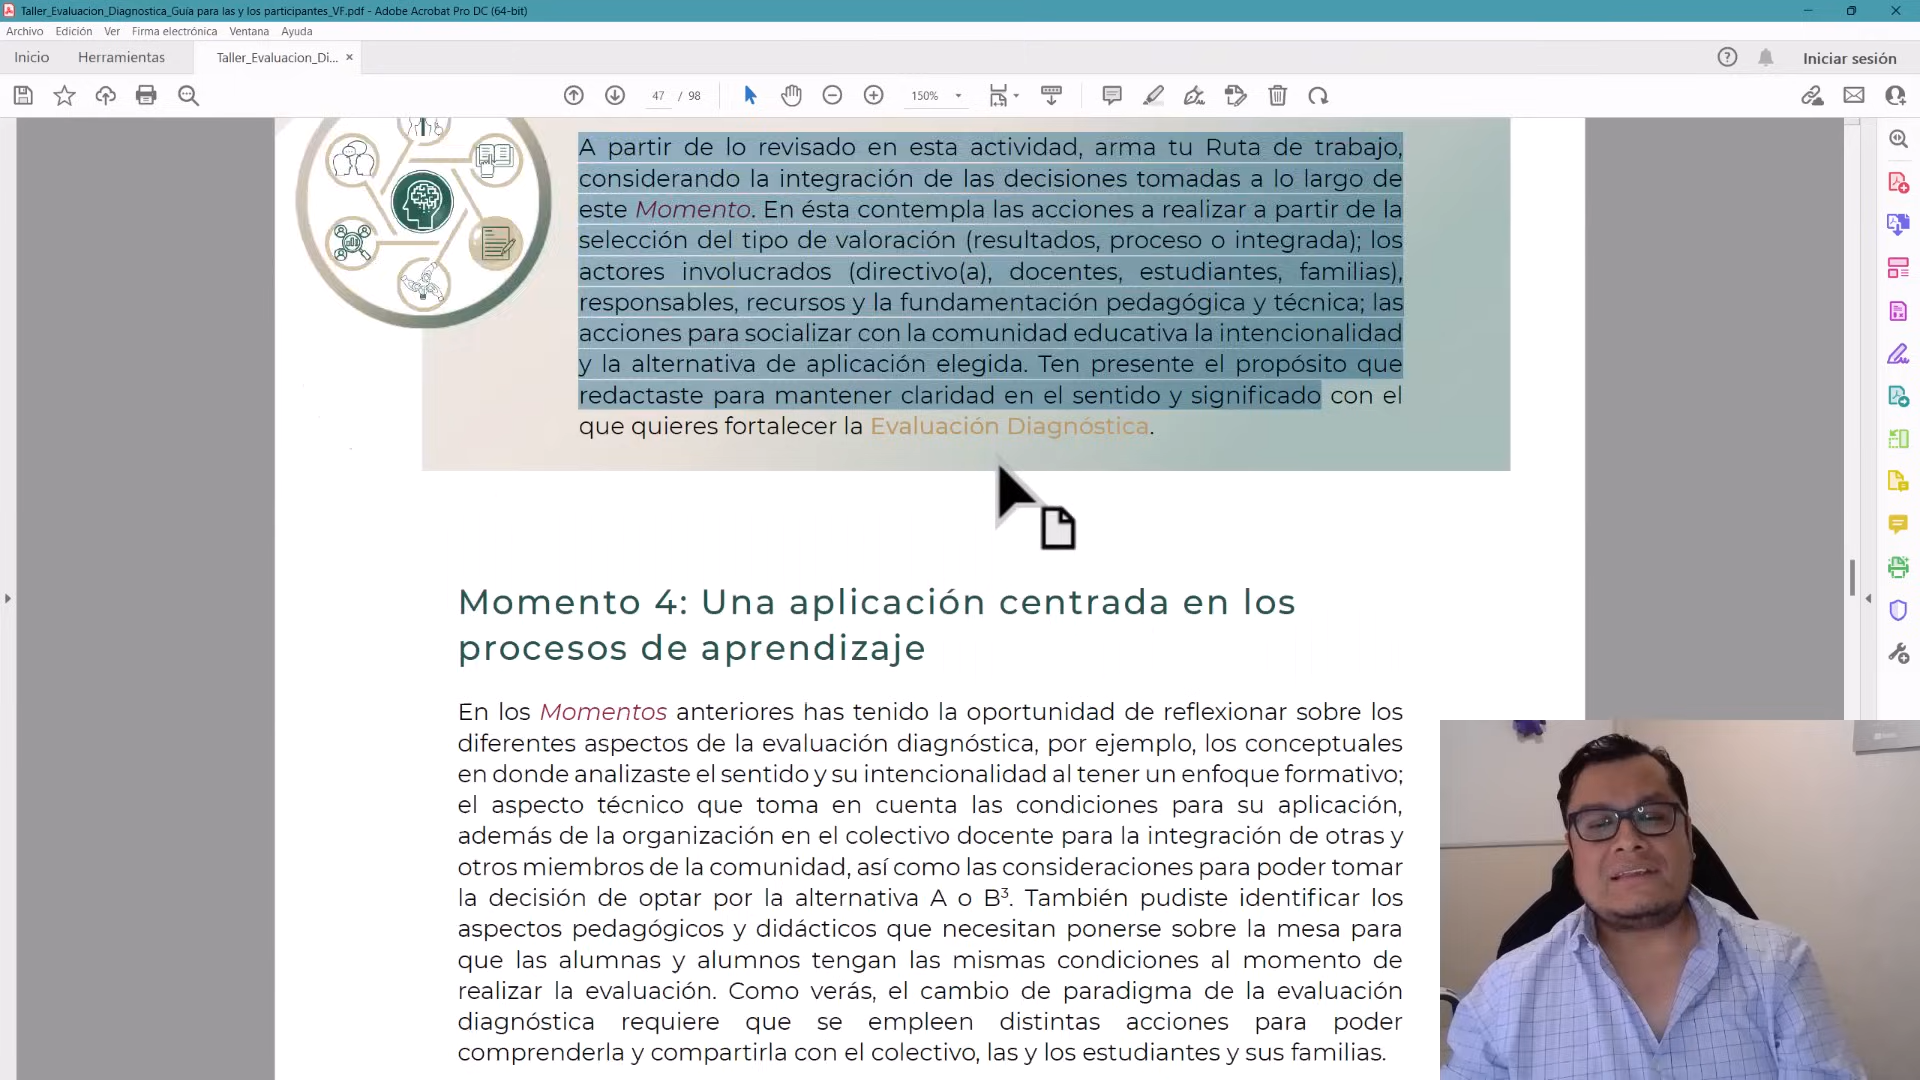 Taller_Evaluacion_Diagnostica_Guía para las y los participantes_VF.pdf - Adobe Acrobat Pro DC (64-bit)
Archivo Edición Ver Firma electrónica Ventana Ayuda
Inicio Herramientas Taller_Evaluacion_Di... × Iniciar sesión
47 / 98 150%
A partir de lo revisado en esta actividad, arma tu Ruta de trabajo,
considerando la integración de las decisiones tomadas a lo largo de
este Momento. En ésta contempla las acciones a realizar a partir de la
selección del tipo de valoración (resultados, proceso o integrada); los
actores involucrados (directivo(a), docentes, estudiantes, familias),
responsables, recursos y la fundamentación pedagógica y técnica; las
acciones para socializar con la comunidad educativa la intencionalidad
y la alternativa de aplicación elegida. Ten presente el propósito que
redactaste para mantener claridad en el sentido y significado con el
que quieres fortalecer la Evaluación Diagnóstica.
Momento 4: Una aplicación centrada en los
procesos de aprendizaje
En los Momentos anteriores has tenido la oportunidad de reflexionar sobre los
diferentes aspectos de la evaluación diagnóstica, por ejemplo, los conceptuales
en donde analizaste el sentido y su intencionalidad al tener un enfoque formativo;
el aspecto técnico que toma en cuenta las condiciones para su aplicación,
además de la organización en el colectivo docente para la integración de otras y
otros miembros de la comunidad, así como las consideraciones para poder tomar
la decisión de optar por la alternativa A o B³. También pudiste identificar los
aspectos pedagógicos y didácticos que necesitan ponerse sobre la mesa para
que las alumnas y alumnos tengan las mismas condiciones al momento de
realizar la evaluación. Como verás, el cambio de paradigma de la evaluación
diagnóstica requiere que se empleen distintas acciones para poder
comprenderla y compartirla con el colectivo, las y los estudiantes y sus familias.